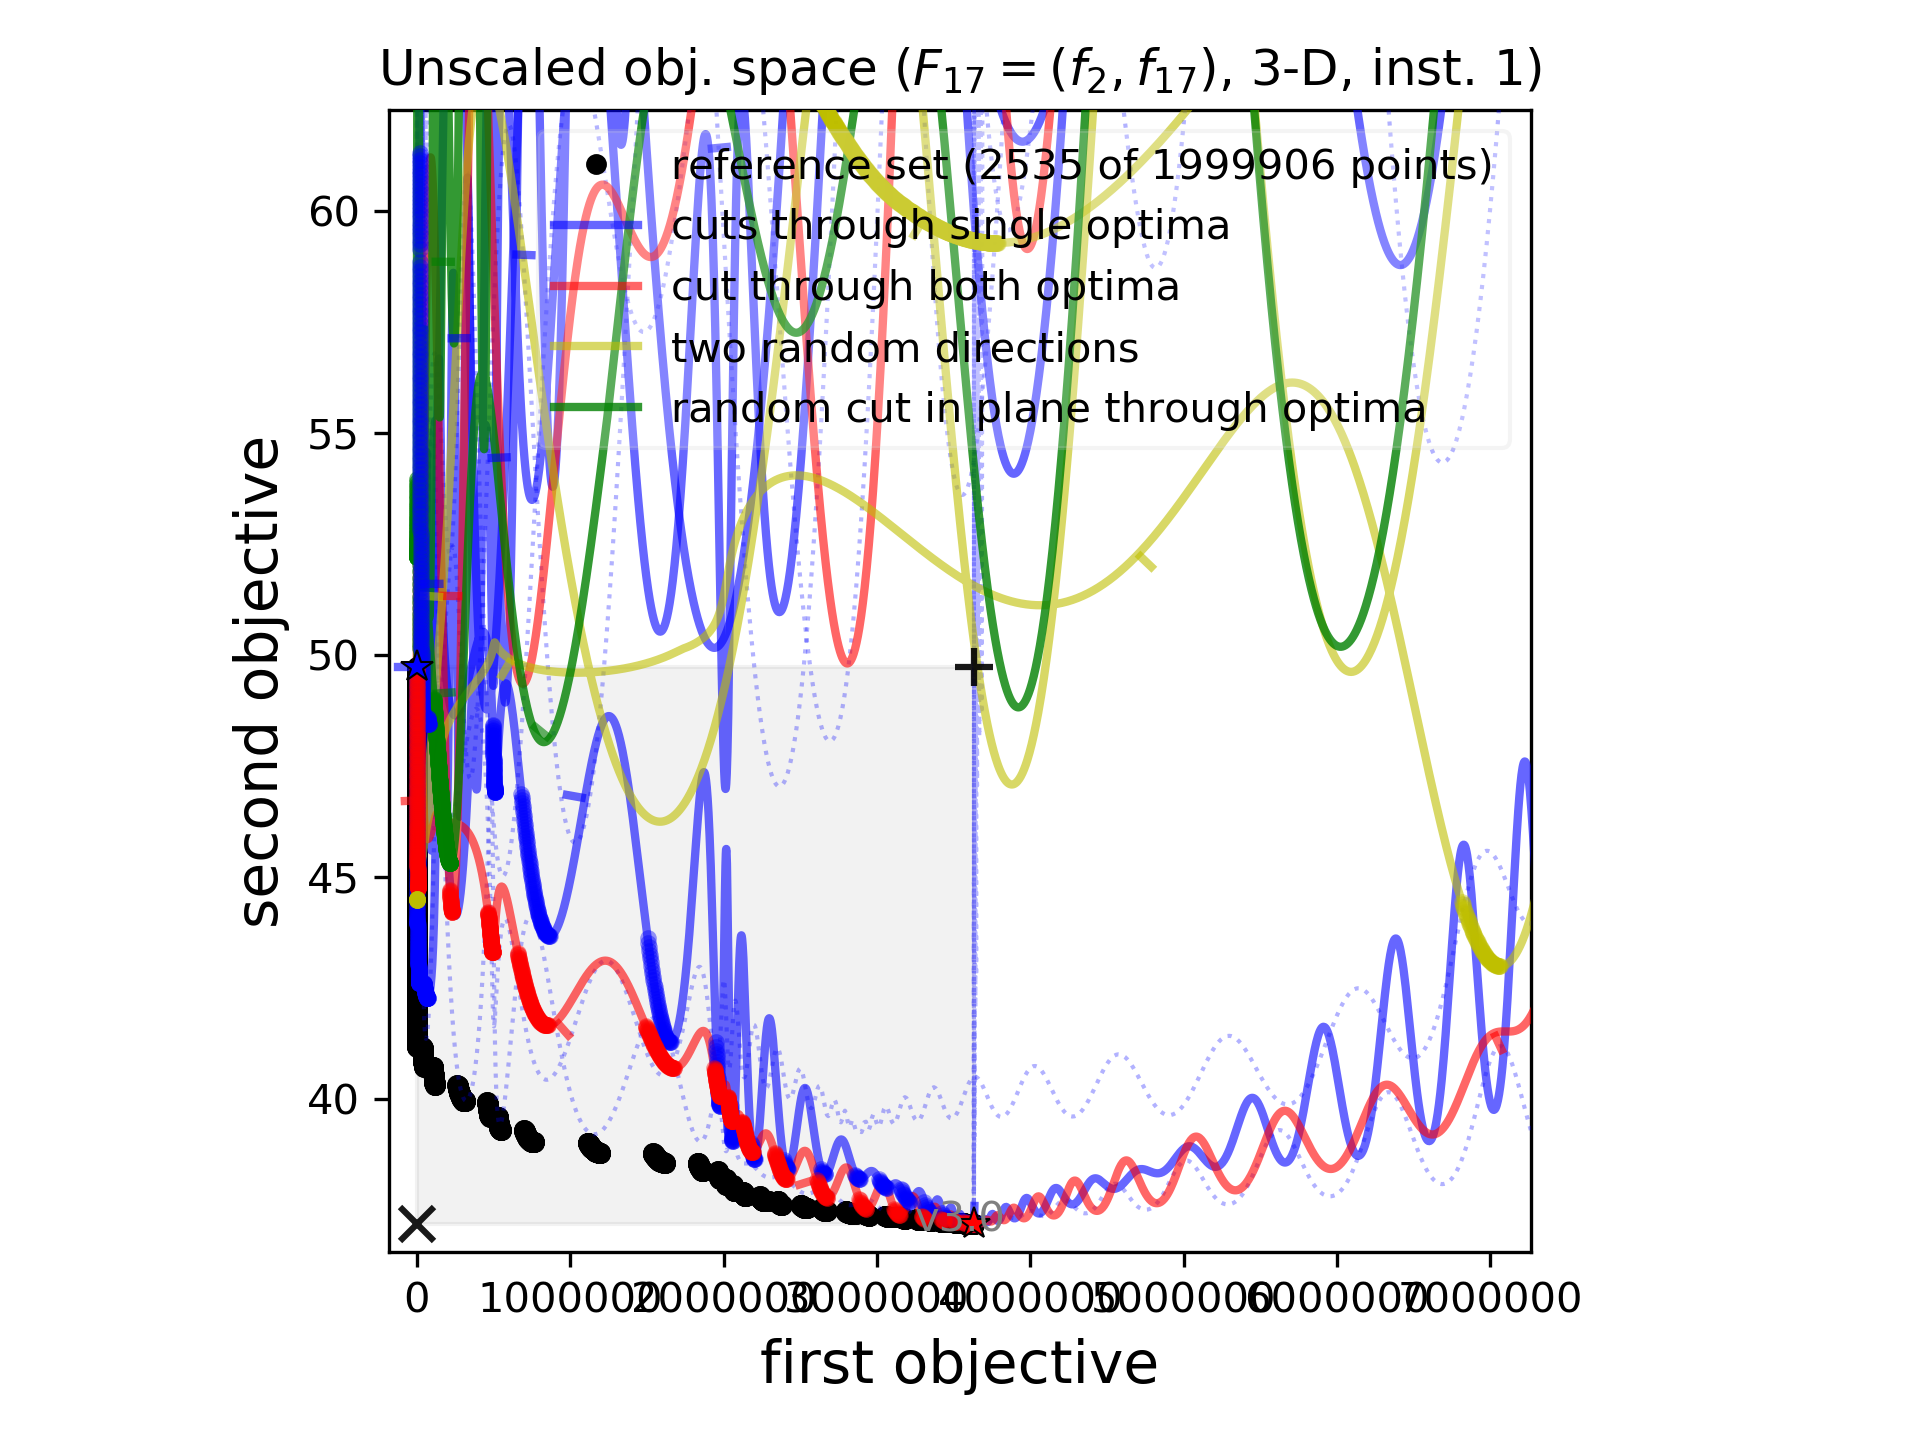 Unscaled obj. space (F₁₇ = (f₂, f₁₇), 3-D, inst. 1)
reference set (2535 of 1999906 points)
cuts through single optima
cut through both optima
two random directions
random cut in plane through optima
60
55
50
45
40
second objective
v3.0
0 1000000 2000000 3000000 4000000 5000000 6000000 7000000
first objective